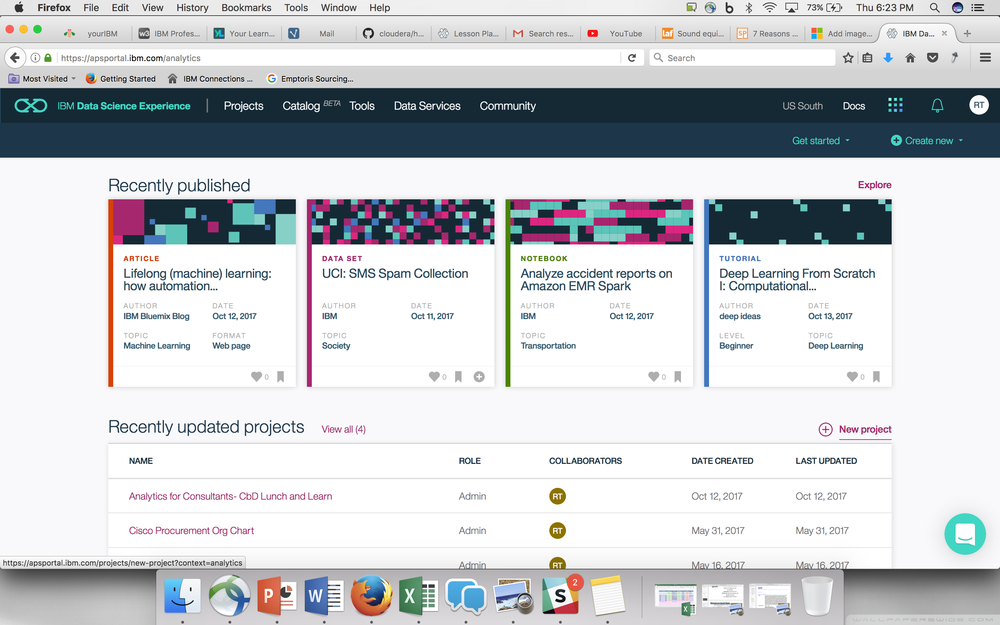 Firefox File Edit View History Bookmarks Tools Window Help 73% Thu 6:23 PM
yourIBM w3 IBM Profes... YL Your Learn... Mail cloudera/h... Lesson Pla... Search res... YouTube laf Sound equi... SP 7 Reasons ... Add image... IBM Da...
https://apsportal.ibm.com/analytics Search
Most Visited Getting Started IBM Connections ... Emptoris Sourcing...
IBM Data Science Experience Projects Catalog BETA Tools Data Services Community US South Docs RT
Get started Create new
Recently published Explore
ARTICLE
Lifelong (machine) learning:
how automation...
AUTHOR DATE
IBM Bluemix Blog Oct 12, 2017
TOPIC FORMAT
Machine Learning Web page
0
DATA SET
UCI: SMS Spam Collection
AUTHOR DATE
IBM Oct 11, 2017
TOPIC
Society
0
NOTEBOOK
Analyze accident reports on
Amazon EMR Spark
AUTHOR DATE
IBM Oct 12, 2017
TOPIC
Transportation
0
TUTORIAL
Deep Learning From Scratch
I: Computational...
AUTHOR DATE
deep ideas Oct 13, 2017
LEVEL TOPIC
Beginner Deep Learning
0
Recently updated projects View all (4) New project
NAME ROLE COLLABORATORS DATE CREATED LAST UPDATED
Analytics for Consultants- CbD Lunch and Learn Admin RT Oct 12, 2017 Oct 12, 2017
Cisco Procurement Org Chart Admin RT May 31, 2017 May 31, 2017
Admin RT May 16, 2017 May 16, 2017
https://apsportal.ibm.com/projects/new-project?context=analytics
P W X S 2
WALLPAPERSWIDE.COM